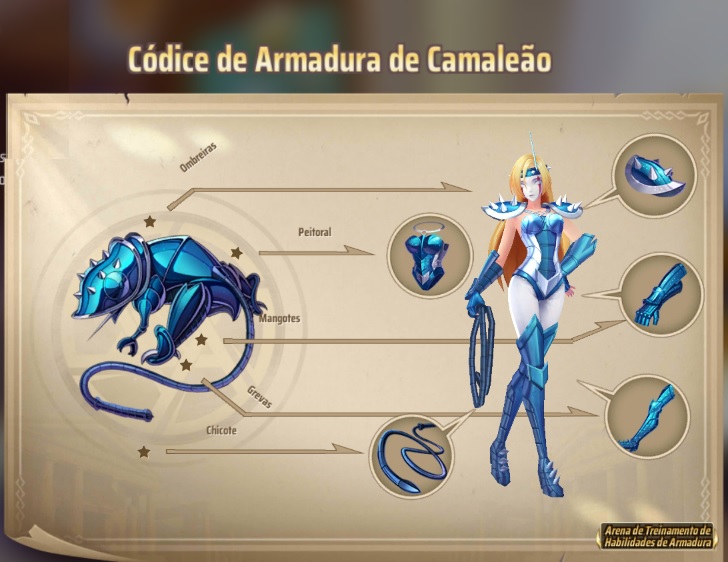 Códice de Armadura de Camaleão
Ombreiras
Peitoral
Mangotes
Grevas
Chicote
Arena de Treinamento de
Habilidades de Armadura